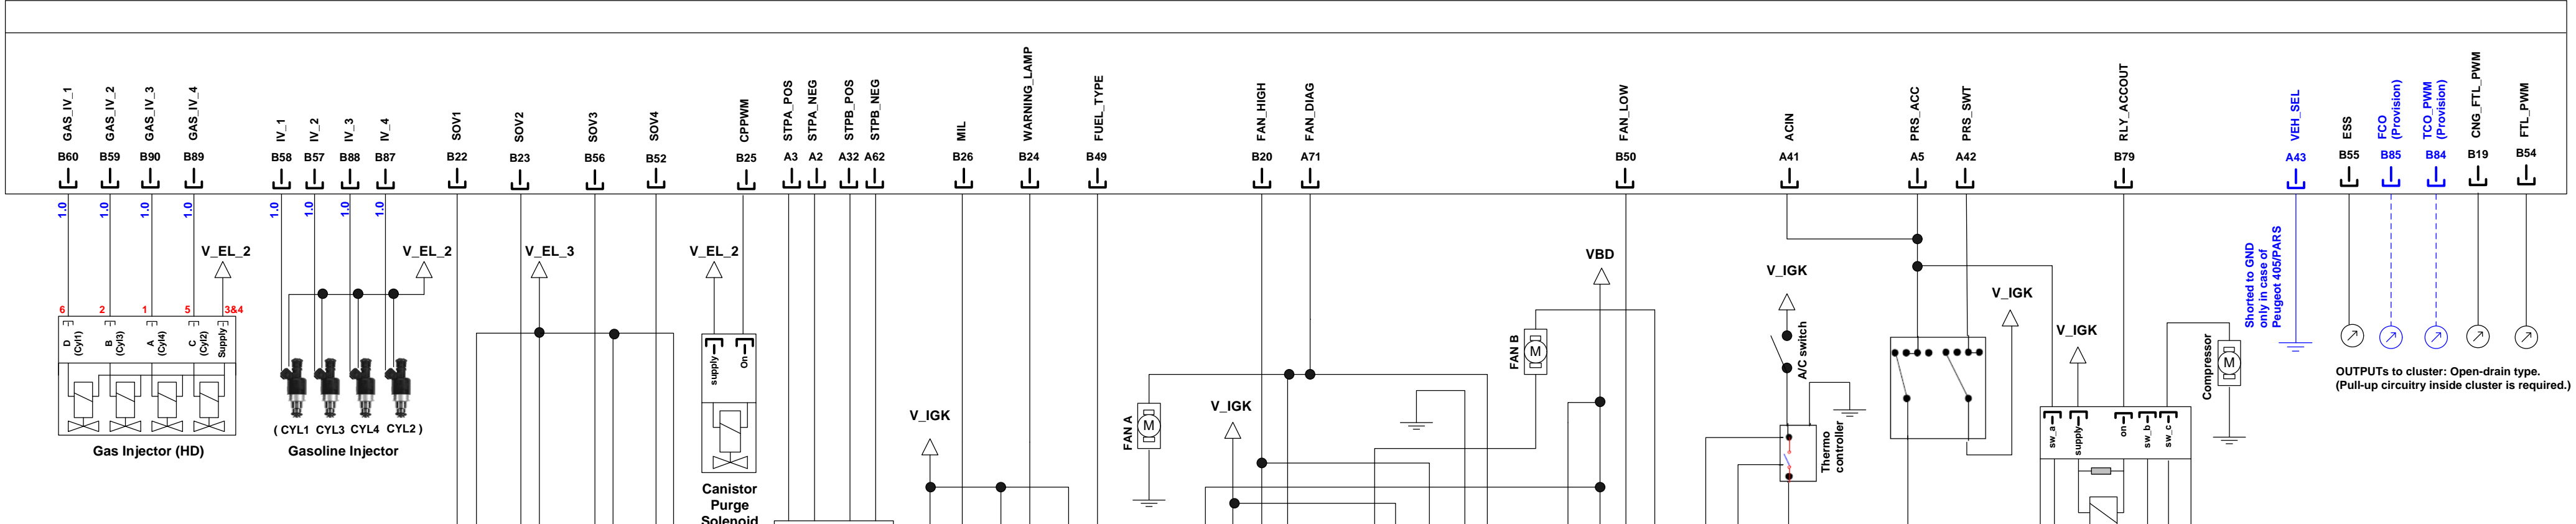 GAS_IV_1
GAS_IV_2
GAS_IV_3
GAS_IV_4
IV_1
IV_2
IV_3
IV_4
SOV1
SOV2
SOV3
SOV4
CPPWM
STPA_POS
STPA_NEG
STPB_POS
STPB_NEG
MIL
WARNING_LAMP
FUEL_TYPE
FAN_HIGH
FAN_DIAG
FAN_LOW
ACIN
PRS_ACC
PRS_SWT
RLY_ACCOUT
VEH_SEL
ESS
FCO
(Provision)
TCO_PWM
(Provision)
CNG_FTL_PWM
FTL_PWM
B60
B59
B90
B89
B58
B57
B88
B87
B22
B23
B56
B52
B25
A3
A2
A32
A62
B26
B24
B49
B20
A71
B50
A41
A5
A42
B79
A43
B55
B85
B84
B19
B54
1.0
1.0
1.0
1.0
1.0
1.0
1.0
1.0
V_EL_2
V_EL_2
V_EL_3
V_EL_2
VBD
V_IGK
V_IGK
V_IGK
V_IGK
V_IGK
Shorted to GND
only in case of
Peugeot 405/PARS
6
2
1
5
3&4
D
(Cyl1)
B
(Cyl3)
A
(Cyl4)
C
(Cyl2)
Supply
Gas Injector (HD)
( CYL1 CYL3 CYL4 CYL2 )
Gasoline Injector
supply
On
Canistor
Purge
Solenoid
FAN A
M
FAN B
M
A/C switch
Thermo
controller
Compressor
M
sw_a
supply
on
sw_b
sw_c
OUTPUTs to cluster: Open-drain type.
(Pull-up circuitry inside cluster is required.)